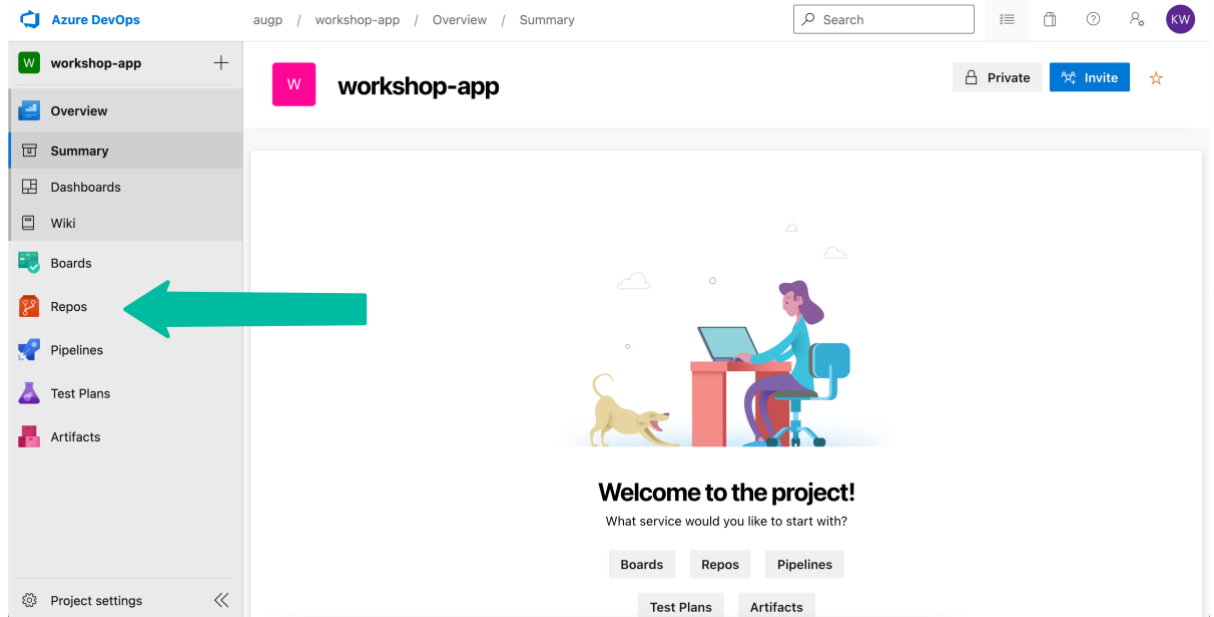 Azure DevOps
augp / workshop-app / Overview / Summary
Search
KW
W workshop-app
Overview
Summary
Dashboards
Wiki
Boards
Repos
Pipelines
Test Plans
Artifacts
Project settings
W workshop-app
Private
Invite
Welcome to the project!
What service would you like to start with?
Boards Repos Pipelines
Test Plans Artifacts